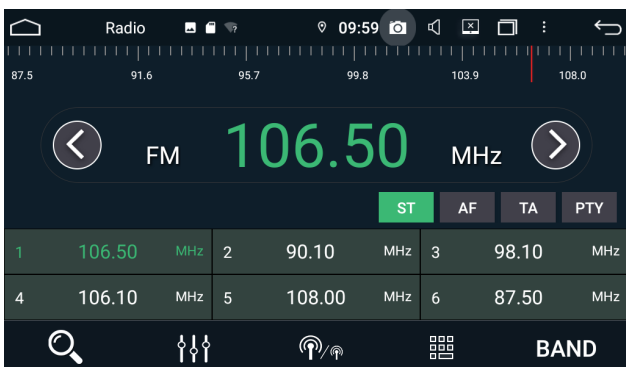 Radio ? 09:59
87.5 91.6 95.7 99.8 103.9 108.0
FM 106.50 MHz
ST AF TA PTY
1 106.50 MHz 2 90.10 MHz 3 98.10 MHz
4 106.10 MHz 5 108.00 MHz 6 87.50 MHz
BAND